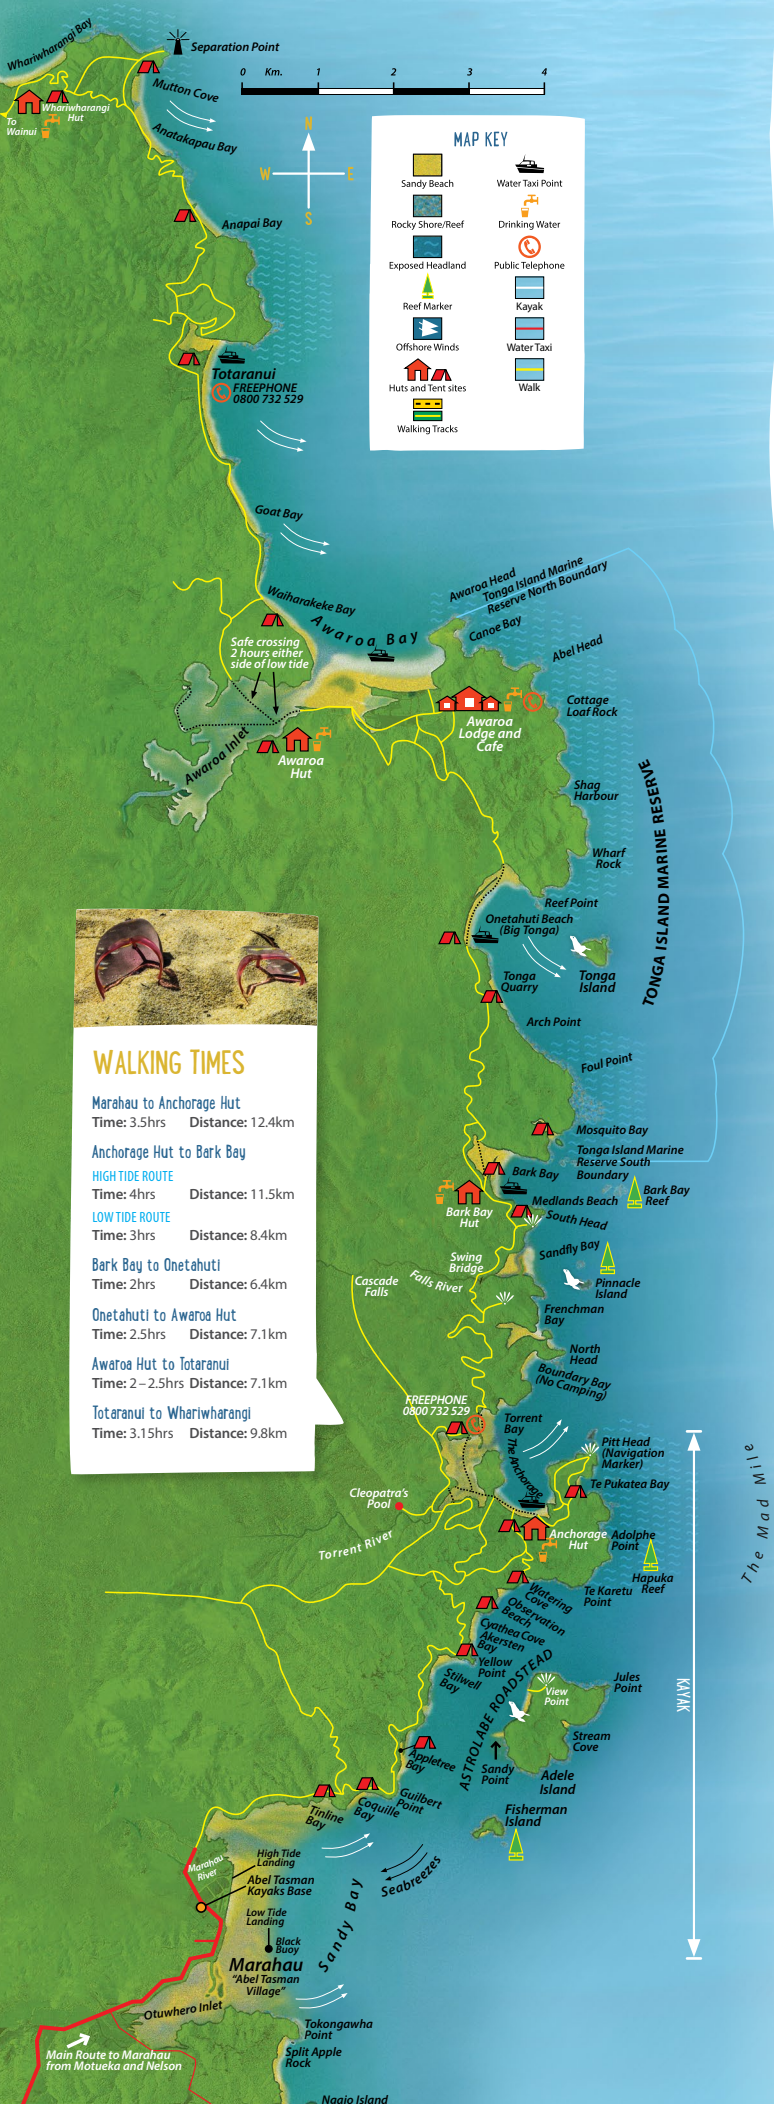 Whariwharangi Bay
Separation Point
0 Km. 1 2 3 4
Mutton Cove
Whariwharangi
Hut
To
Wainui
Anatakapau Bay
N
W E
S
Anapai Bay
MAP KEY
Sandy Beach
Water Taxi Point
Rocky Shore/Reef
Drinking Water
Exposed Headland
Public Telephone
Reef Marker
Kayak
Offshore Winds
Water Taxi
Huts and Tent sites
Walk
Walking Tracks
Totaranui
FREEPHONE
0800 732 529
Goat Bay
Waiharakeke Bay
Awaroa Bay
Awaroa Head
Tonga Island Marine
Reserve North Boundary
Canoe Bay
Abel Head
Safe crossing
2 hours either
side of low tide
Cottage
Loaf Rock
Awaroa
Lodge and
Cafe
Awaroa Inlet
Awaroa
Hut
Shag
Harbour
TONGA ISLAND MARINE RESERVE
Wharf
Rock
Reef Point
Onetahuti Beach
(Big Tonga)
Tonga
Island
Tonga
Quarry
Arch Point
Foul Point
WALKING TIMES
Marahau to Anchorage Hut
Time: 3.5hrs Distance: 12.4km
Anchorage Hut to Bark Bay
HIGH TIDE ROUTE
Time: 4hrs Distance: 11.5km
LOW TIDE ROUTE
Time: 3hrs Distance: 8.4km
Bark Bay to Onetahuti
Time: 2hrs Distance: 6.4km
Onetahuti to Awaroa Hut
Time: 2.5hrs Distance: 7.1km
Awaroa Hut to Totaranui
Time: 2–2.5hrs Distance: 7.1km
Totaranui to Whariwharangi
Time: 3.15hrs Distance: 9.8km
Mosquito Bay
Tonga Island Marine
Reserve South
Boundary
Bark Bay
Bark Bay
Reef
Medlands Beach
Bark Bay
Hut
South Head
Sandfly Bay
Swing
Bridge
Falls River
Cascade
Falls
Pinnacle
Island
Frenchman
Bay
North
Head
Boundary Bay
(No Camping)
FREEPHONE
0800 732 529
Torrent
Bay
The Anchorage
Pitt Head
(Navigation
Marker)
Te Pukatea Bay
The Mad Mile
Cleopatra's
Pool
Torrent River
Anchorage
Hut
Adolphe
Point
Hapuka
Reef
Te Karetu
Point
Watering
Cove
Observation
Beach
Cyathea Cove
Akersten
Bay
Yellow
Point
Stilwell
Bay
ASTROLABE ROADSTEAD
Jules
Point
View
Point
KAYAK
Stream
Cove
Sandy
Point
Adele
Island
Appletree
Bay
Guilbert
Point
Coquille
Bay
Tinline
Bay
Fisherman
Island
Marahau
River
High Tide
Landing
Abel Tasman
Kayaks Base
Seabreezes
Low Tide
Landing
Black
Buoy
Sandy Bay
Marahau
"Abel Tasman
Village"
Otuwhero Inlet
Tokongawha
Point
Main Route to Marahau
from Motueka and Nelson
Split Apple
Rock
Ngaio Island